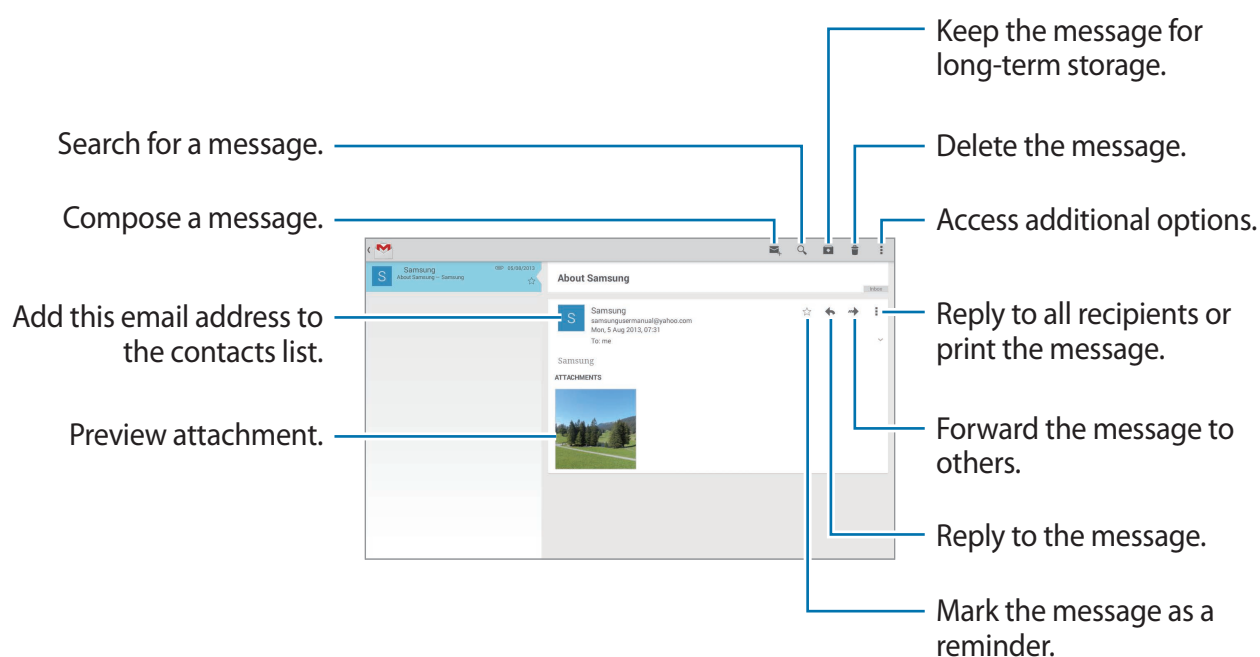 Keep the message for
long-term storage.
Search for a message.
Delete the message.
Compose a message.
Access additional options.
Samsung
08/08/2013
About Samsung — Samsung
S
About Samsung
Inbox
Add this email address to
the contacts list.
S
Samsung
samsungusermanual@yahoo.com
Mon, 5 Aug 2013, 07:31
To: me
Reply to all recipients or
print the message.
Samsung
ATTACHMENTS
Preview attachment.
Forward the message to
others.
Reply to the message.
Mark the message as a
reminder.